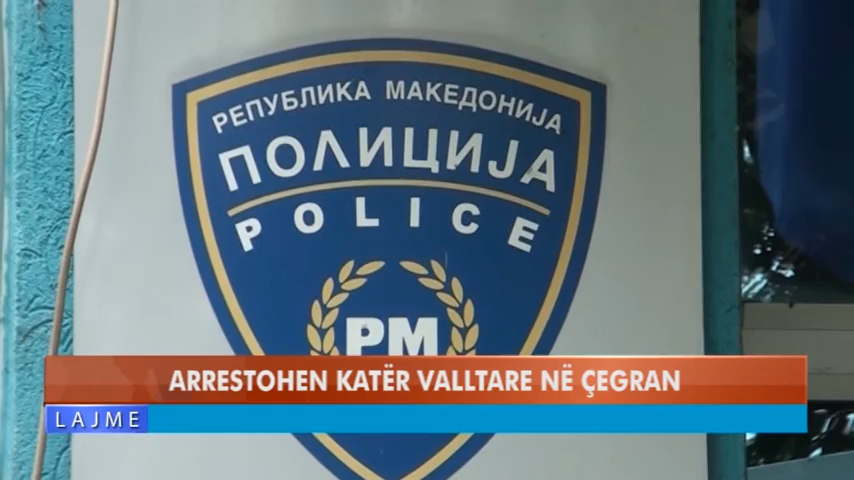 РЕПУБЛИКА МАКЕДОНИЈА
ПОЛИЦИЈА
POLICE
РМ
ARRESTOHEN KATËR VALLTARE NË ÇEGRAN
LAJME